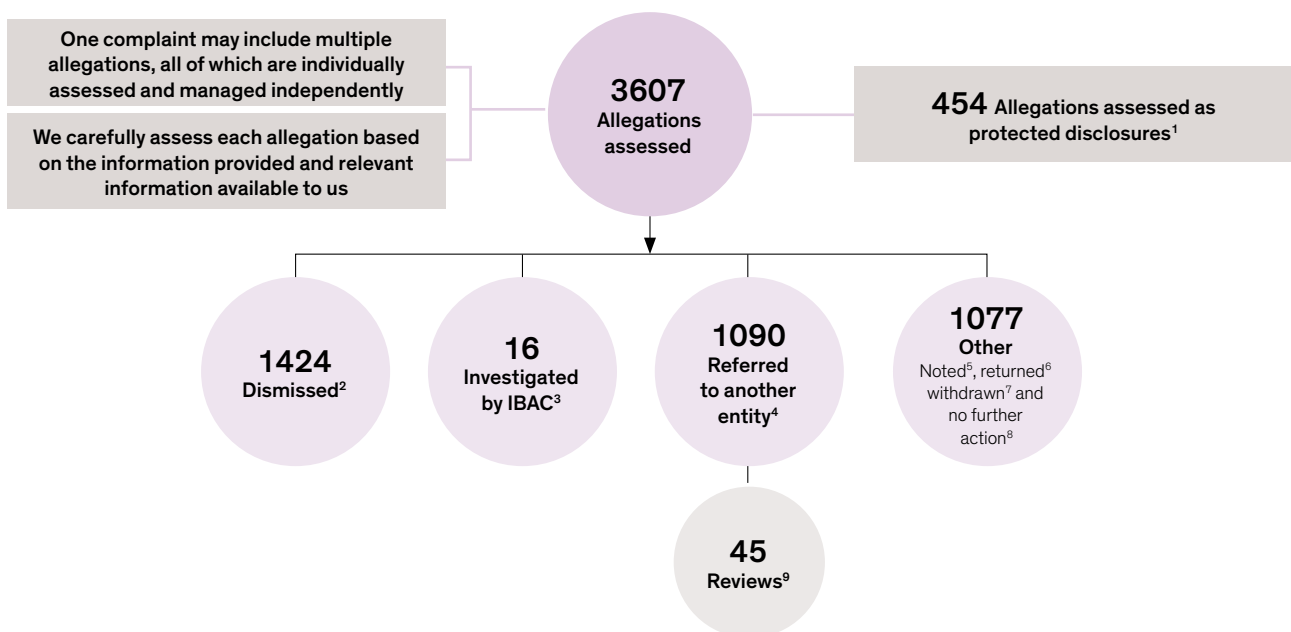 One complaint may include multiple
allegations, all of which are individually
assessed and managed independently
We carefully assess each allegation based
on the information provided and relevant
information available to us
3607
Allegations
assessed
454 Allegations assessed as
protected disclosures¹
1424
Dismissed²
16
Investigated
by IBAC³
1090
Referred
to another
entity⁴
1077
Other
Noted⁵, returned⁶
withdrawn⁷ and
no further
action⁸
45
Reviews⁹